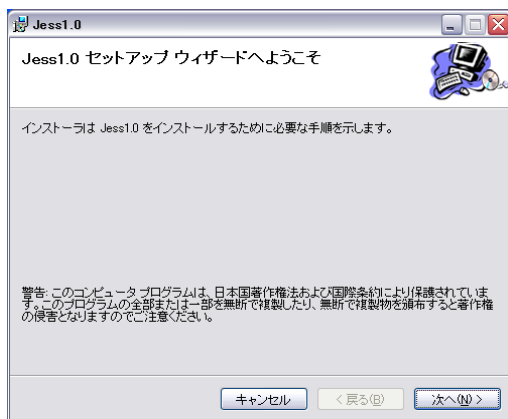 Jess1.0
Jess1.0 セットアップ ウィザードへようこそ
インストーラは Jess1.0 をインストールするために必要な手順を示します。
警告: このコンピュータ プログラムは、日本国著作権法および国際条約により保護されていま
す。このプログラムの全部または一部を無断で複製したり、無断で複製物を頒布すると著作権
の侵害となりますのでご注意ください。
キャンセル < 戻る(B) 次へ(N) >